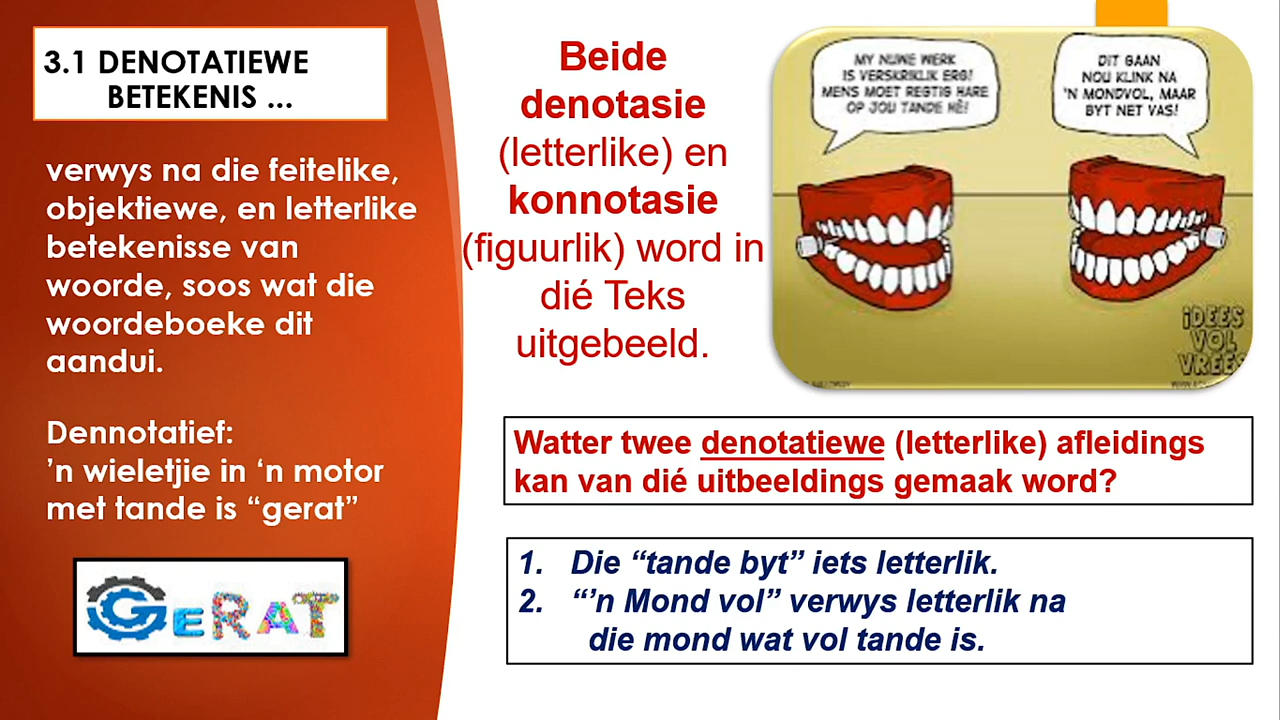 3.1 DENOTATIEWE
BETEKENIS ...
verwys na die feitelike,
objektiewe, en letterlike
betekenisse van
woorde, soos wat die
woordeboeke dit
aandui.
Dennotatief:
’n wieletjie in ‘n motor
met tande is “gerat”
GERAT
Beide
denotasie
(letterlike) en
konnotasie
(figuurlik) word in
dié Teks
uitgebeeld.
MY NUWE WERK
IS VERSKRIKLIK ERG!
MENS MOET REGTIG HARE
OP JOU TANDE HÊ!
DIT GAAN
NOU KLINK NA
'N MONDVOL, MAAR
BYT NET VAS!
IDEES
VOL
VREES
Watter twee denotatiewe (letterlike) afleidings
kan van dié uitbeeldings gemaak word?
1. Die “tande byt” iets letterlik.
2. “’n Mond vol” verwys letterlik na
die mond wat vol tande is.